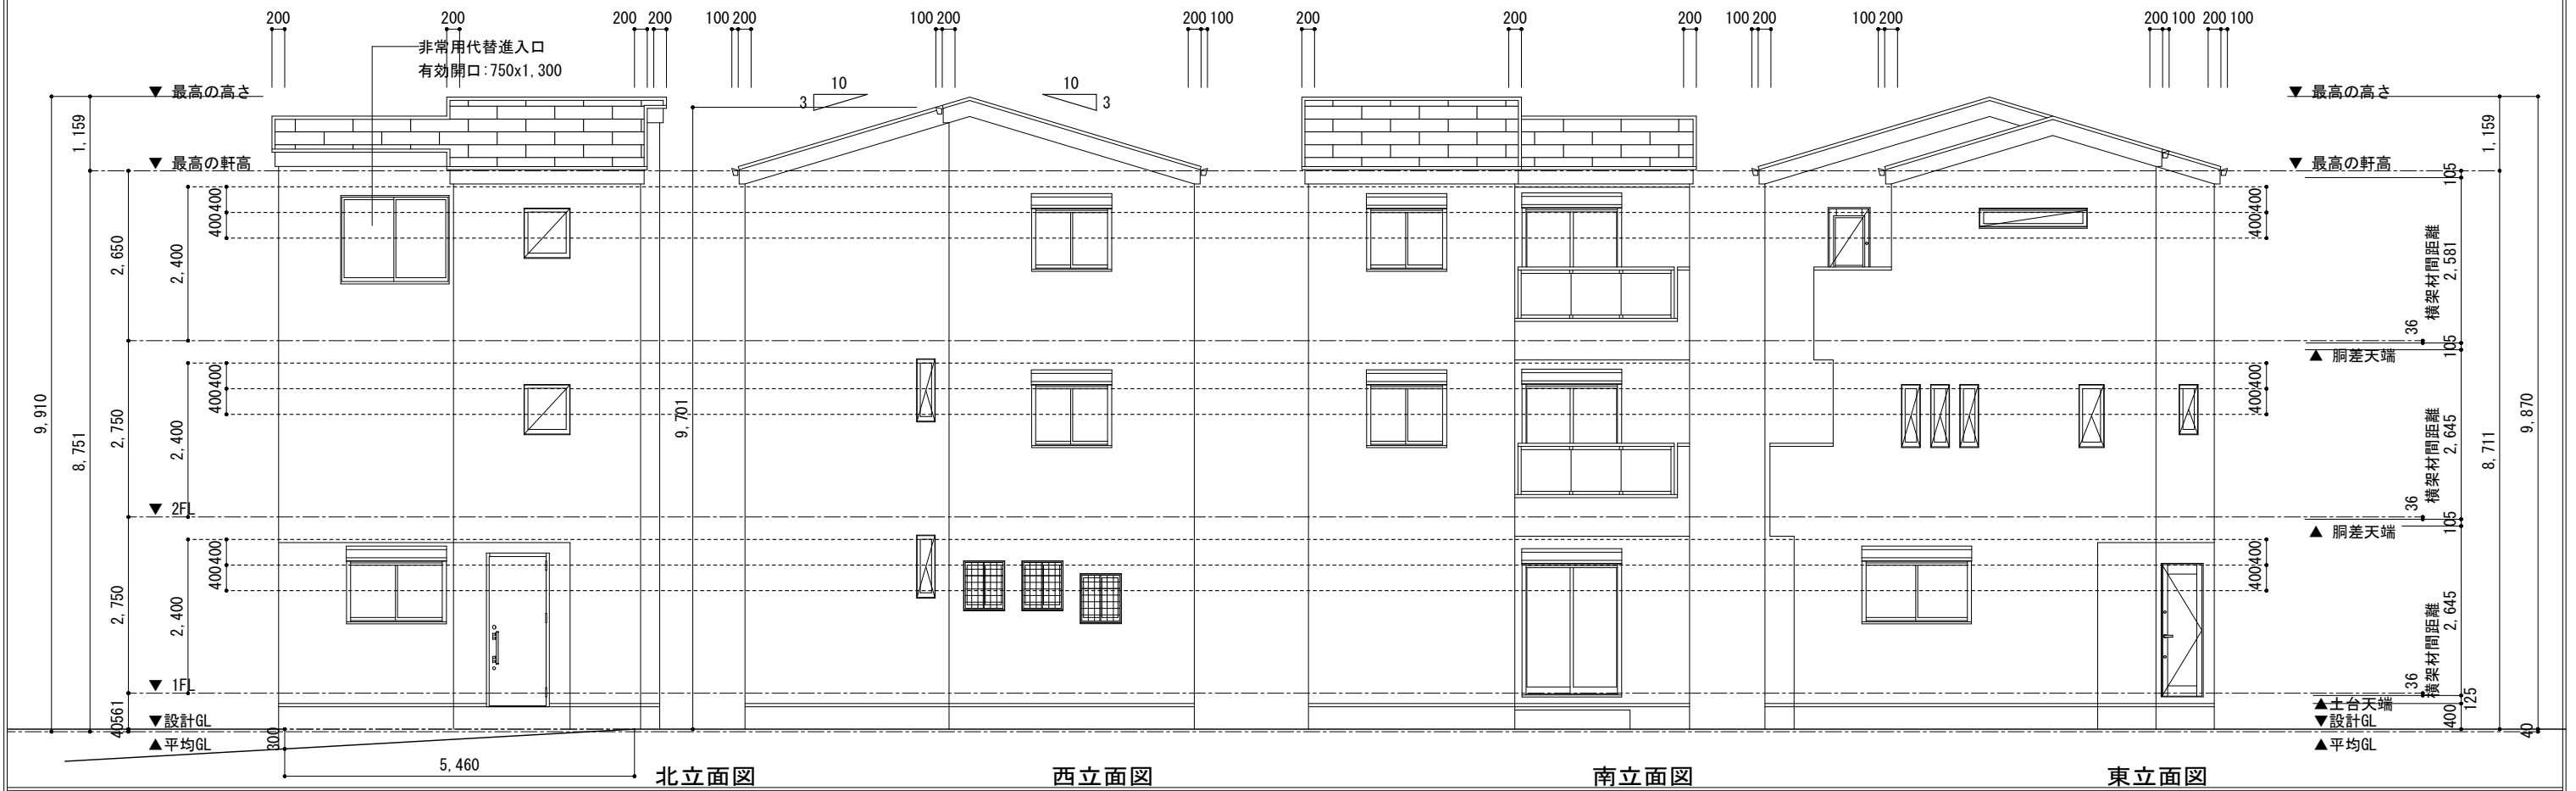 200 200 200 200 100 200 100 200 200 100 200 200 200 100 200 100 200 200 100 200 100
非常用代替進入口
有効開口:750x1,300
10 10
3 3
▼ 最高の高さ
▼ 最高の高さ
1,159
1,159
▼ 最高の軒高
▼ 最高の軒高
105
400
400
400
400
2,650
2,400
横架材間距離
2,581
36
105
▲ 胴差天端
400
400
400
400
9,910
8,751
2,750
2,400
9,701
横架材間距離
2,645
8,711
9,870
36
105
▼ 2FL
▲ 胴差天端
400
400
400
400
2,750
2,400
横架材間距離
2,645
36
▼ 1FL
561
40
▼設計GL
▲平均GL
300
5,460
125
400
40
▲土台天端
▼設計GL
▲平均GL
北立面図
西立面図
南立面図
東立面図